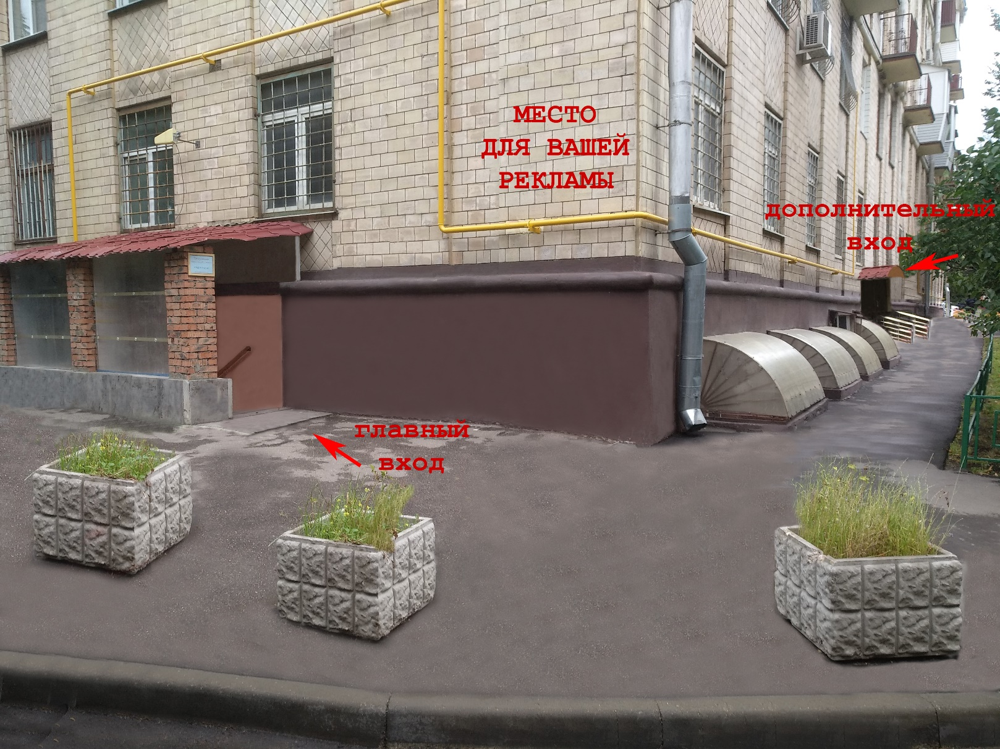 МЕСТО
ДЛЯ ВАШЕЙ
РЕКЛАМЫ
дополнительный
вход
главный
вход